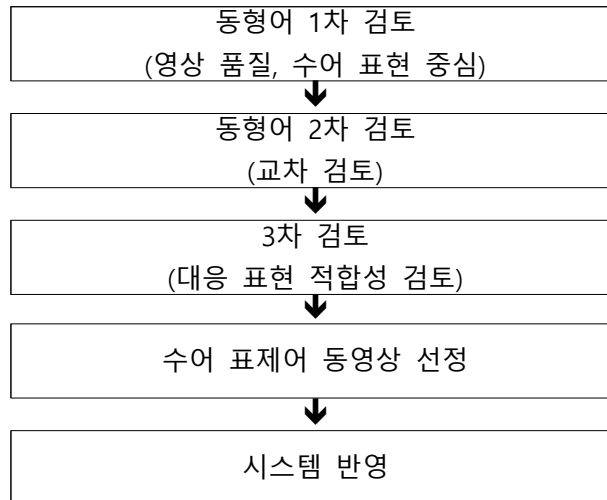 동형어 1차 검토
(영상 품질, 수어 표현 중심)
동형어 2차 검토
(교차 검토)
3차 검토
(대응 표현 적합성 검토)
수어 표제어 동영상 선정
시스템 반영